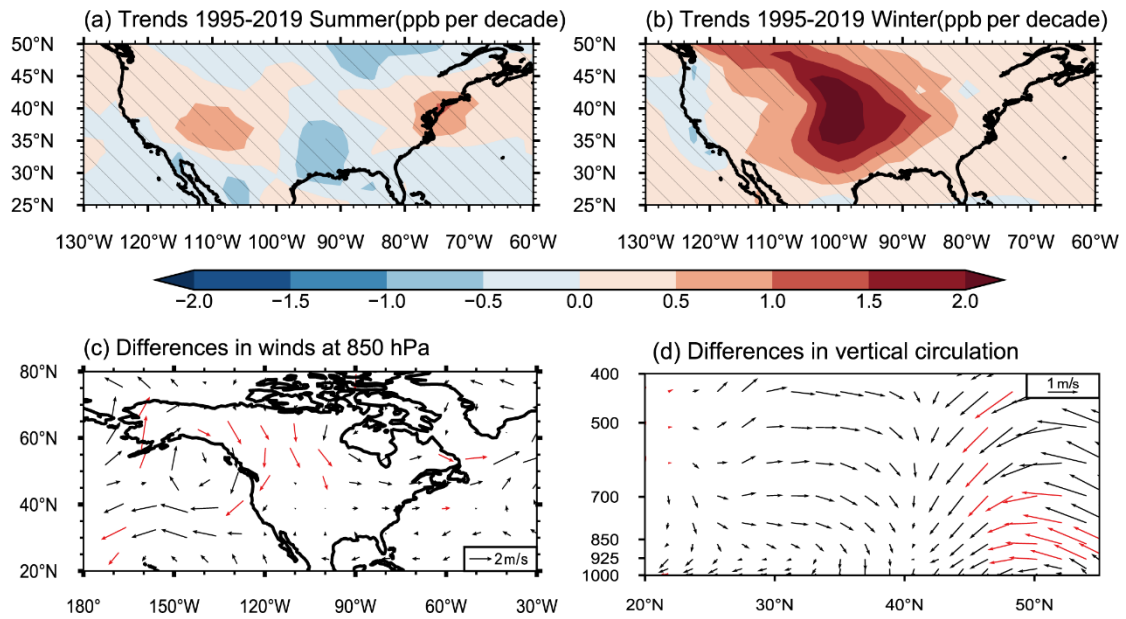 (a) Trends 1995-2019 Summer(ppb per decade)
(b) Trends 1995-2019 Winter(ppb per decade)
50°N
45°N
40°N
35°N
30°N
25°N
130°W 120°W 110°W 100°W 90°W 80°W 70°W 60°W
50°N
45°N
40°N
35°N
30°N
25°N
130°W 120°W 110°W 100°W 90°W 80°W 70°W 60°W
−2.0 −1.5 −1.0 −0.5 0.0 0.5 1.0 1.5 2.0
(c) Differences in winds at 850 hPa
80°N
60°N
40°N
20°N
2m/s
180° 150°W 120°W 90°W 60°W 30°W
(d) Differences in vertical circulation
400
500
600
700
850
925
1000
1m/s
20°N 30°N 40°N 50°N